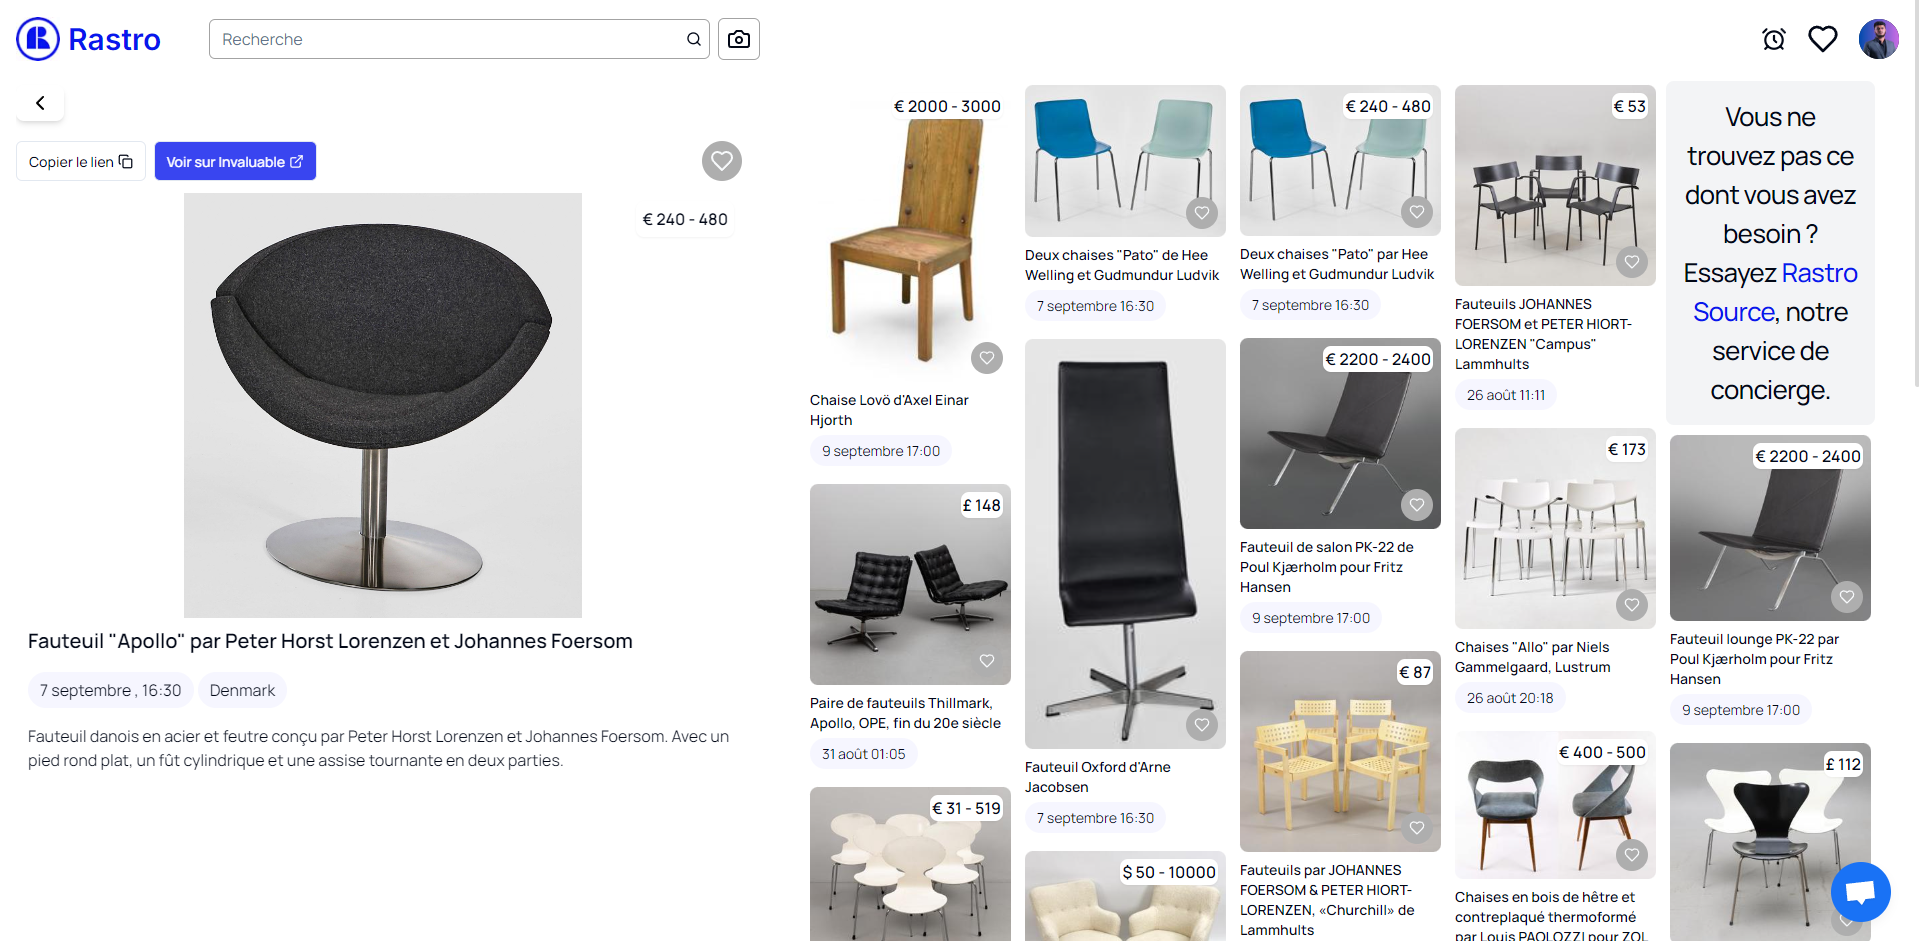 Rastro
Recherche
Copier le lien
Voir sur Invaluable
€ 240 - 480
Fauteuil "Apollo" par Peter Horst Lorenzen et Johannes Foersom
7 septembre , 16:30
Denmark
Fauteuil danois en acier et feutre conçu par Peter Horst Lorenzen et Johannes Foersom. Avec un
pied rond plat, un fût cylindrique et une assise tournante en deux parties.
€ 2000 - 3000
Chaise Lovö d'Axel Einar
Hjorth
9 septembre 17:00
£ 148
Paire de fauteuils Thillmark,
Apollo, OPE, fin du 20e siècle
31 août 01:05
€ 31 - 519
Deux chaises "Pato" de Hee
Welling et Gudmundur Ludvik
7 septembre 16:30
Fauteuil Oxford d'Arne
Jacobsen
7 septembre 16:30
$ 50 - 10000
€ 240 - 480
Deux chaises "Pato" par Hee
Welling et Gudmundur Ludvik
7 septembre 16:30
€ 2200 - 2400
Fauteuil de salon PK-22 de
Poul Kjærholm pour Fritz
Hansen
9 septembre 17:00
€ 87
Fauteuils par JOHANNES
FOERSOM & PETER HIORT-
LORENZEN, «Churchill» de
Lammhults
€ 53
Fauteuils JOHANNES
FOERSOM et PETER HIORT-
LORENZEN "Campus"
Lammhults
26 août 11:11
€ 173
Chaises "Allo" par Niels
Gammelgaard, Lustrum
26 août 20:18
€ 400 - 500
Chaises en bois de hêtre et
contreplaqué thermoformé
par Louis PAOLOZZI pour ZOL
Vous ne
trouvez pas ce
dont vous avez
besoin ?
Essayez Rastro
Source, notre
service de
concierge.
€ 2200 - 2400
Fauteuil lounge PK-22 par
Poul Kjærholm pour Fritz
Hansen
9 septembre 17:00
£ 112